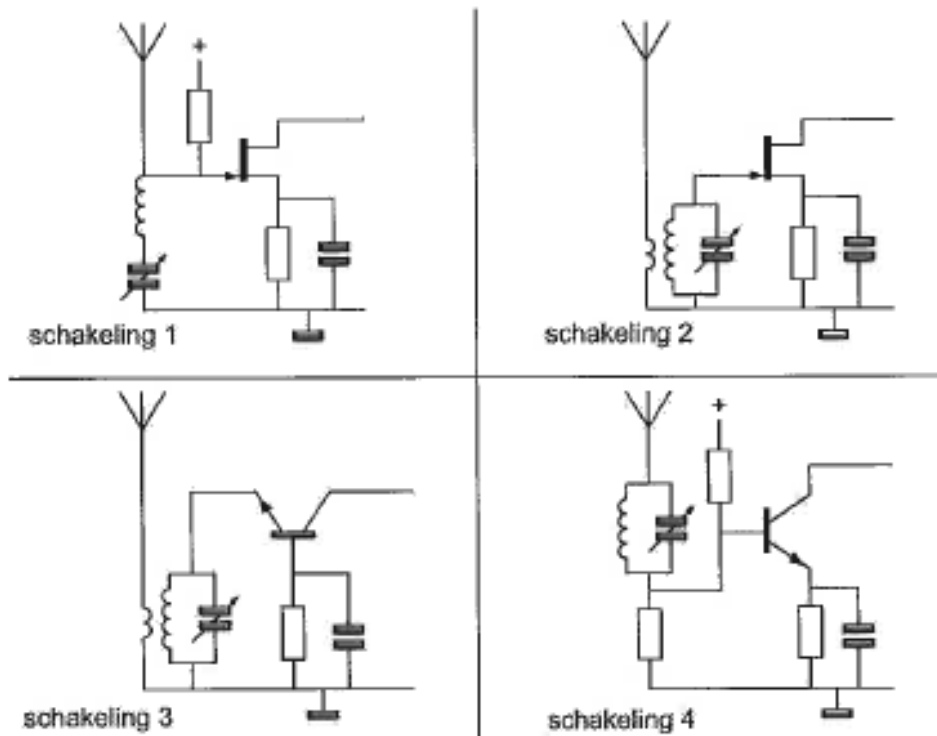 +
schakeling 1
schakeling 2
+
schakeling 3
schakeling 4